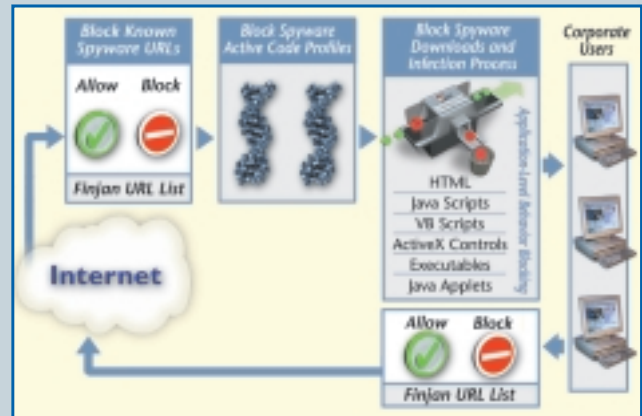 Block Known
Spyware URLs
Allow Block
Finjan URL List
Block Spyware
Active Code Profiles
Block Spyware
Downloads and
Infection Process
HTML
Java Scripts
VB Scripts
ActiveX Controls
Executables
Java Applets
Application-Level Behavior Blocking
Corporate
Users
Internet
Allow Block
Finjan URL List